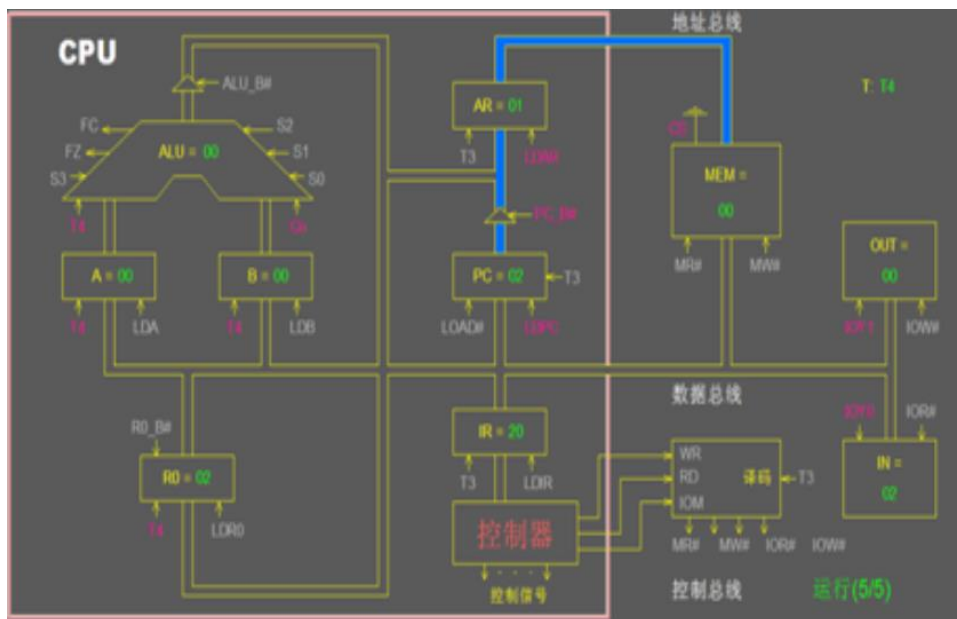 地址总线
CPU
ALU_B#
T: T4
AR = 01
FC
S2
CD
FZ
ALU = 00
S1
T3
LDAR
S3
S0
MEM =
00
T4
Cn
PC_B#
OUT =
00
A = 00
B = 00
PC = 02
T3
MR#
MW#
T4
LDA
T4
LDB
LOAD#
LDPC
IOW#
数据总线
R0_B#
IR = 20
IOY0
IOR#
WR
R0 = 02
RD
译码
T3
IN =
02
T3
LDIR
IOM
T4
LDR0
控制器
MR#
MW#
IOR#
IOW#
控制信号
控制总线
运行(5/5)